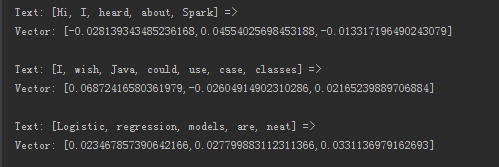 Text: [Hi, I, heard, about, Spark] =>
Vector: [-0.028139343485236168,0.04554025698453188,-0.013317196490243079]
Text: [I, wish, Java, could, use, case, classes] =>
Vector: [0.06872416580361979,-0.02604914902310286,0.02165239889706884]
Text: [Logistic, regression, models, are, neat] =>
Vector: [0.023467857390642166,0.027799883112311366,0.0331136979162693]